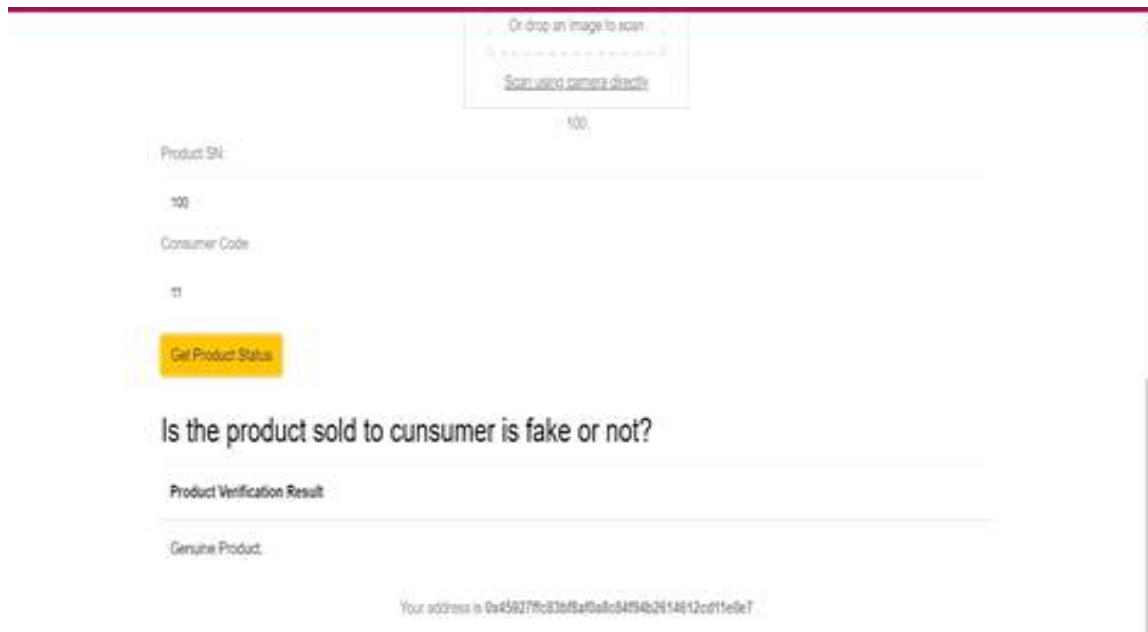 Or drop an image to scan
Scan using camera directly
100
Product SN:
100
Consumer Code
11
Get Product Status
Is the product sold to cunsumer is fake or not?
Product Verification Result
Genuine Product.
Your address is